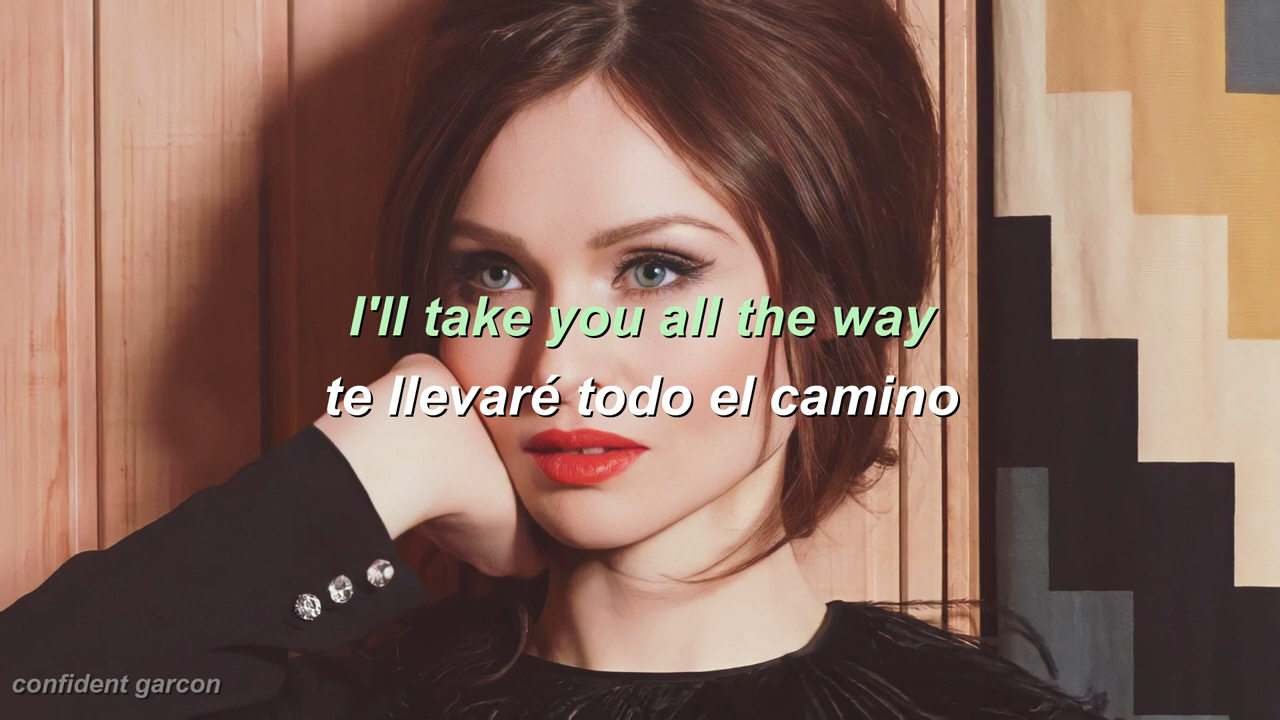 I'll take you all the way
te llevaré todo el camino
confident garcon